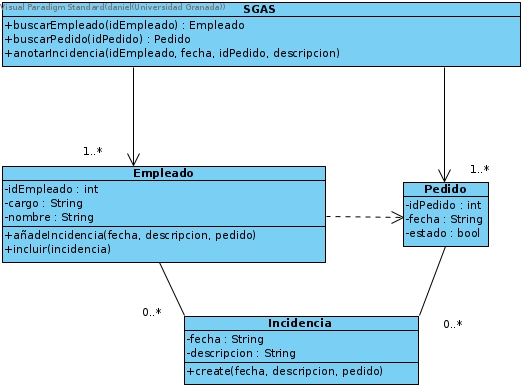 Visual Paradigm Standard(daniel(Universidad Granada))
SGAS
+buscarEmpleado(idEmpleado) : Empleado
+buscarPedido(idPedido) : Pedido
+anotarIncidencia(idEmpleado, fecha, idPedido, descripcion)
1..*
1..*
Empleado
-idEmpleado : int
-cargo : String
-nombre : String
+añadeIncidencia(fecha, descripcion, pedido)
+incluir(incidencia)
Pedido
-idPedido : int
-fecha : String
-estado : bool
0..*
0..*
Incidencia
-fecha : String
-descripcion : String
+create(fecha, descripcion, pedido)